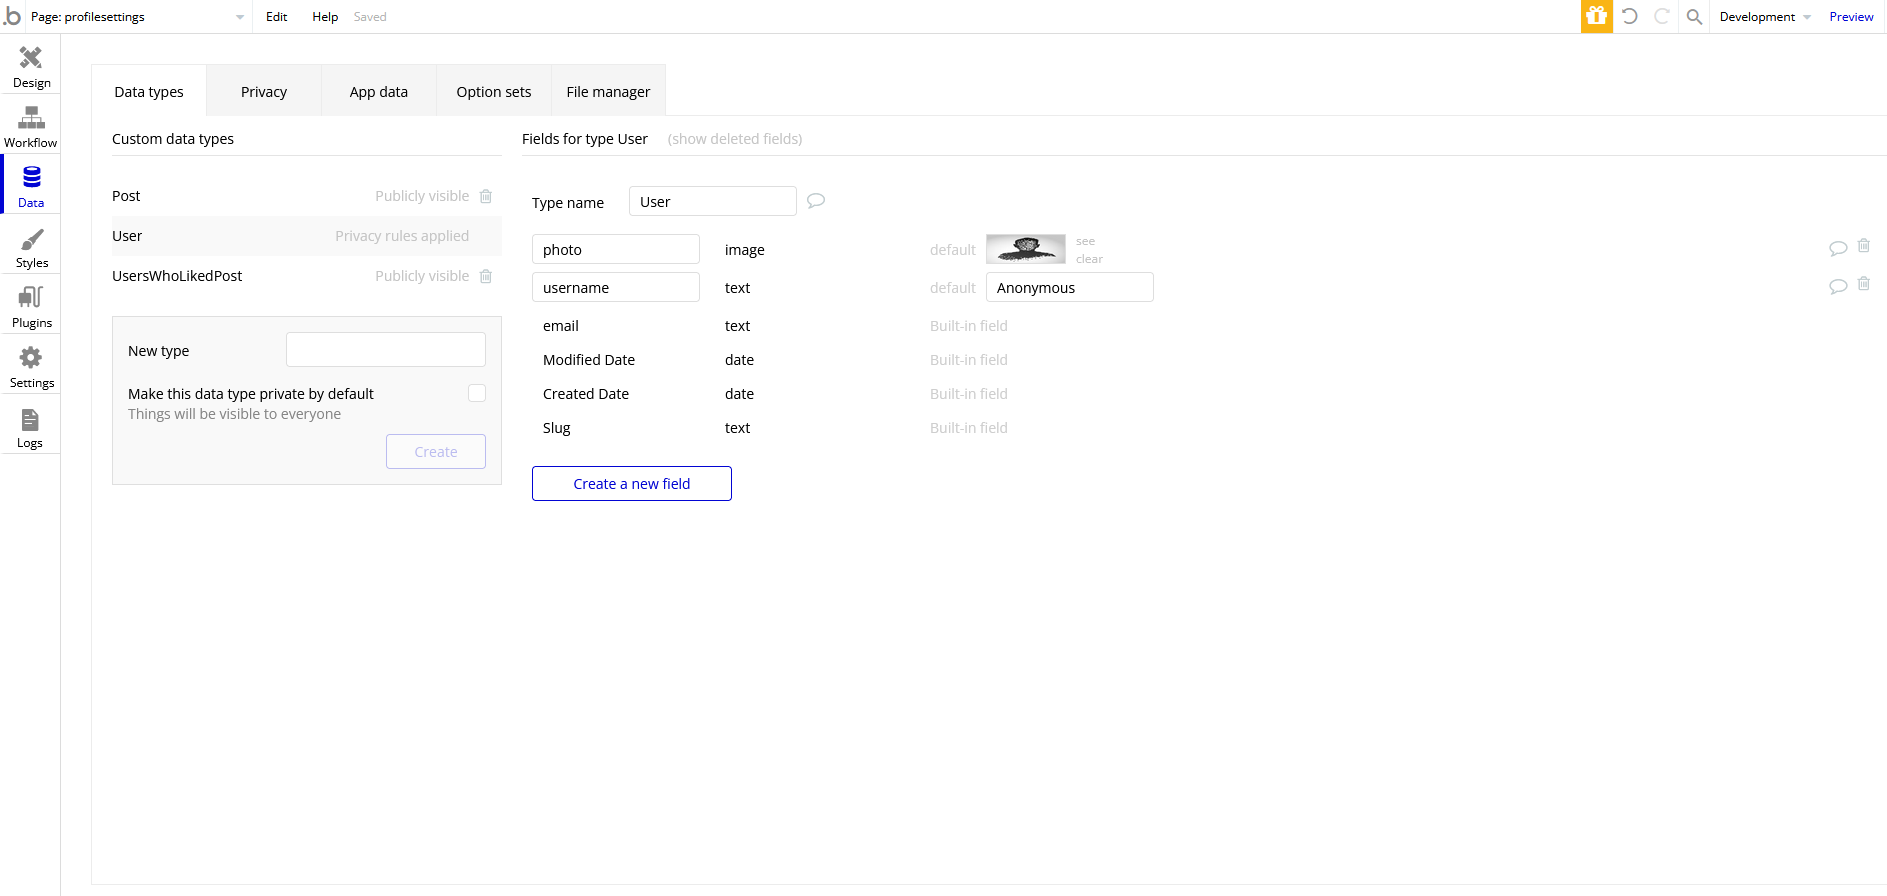 .b Page: profilesettings Edit Help Saved Development Preview
Design
Workflow
Data
Styles
Plugins
Settings
Logs
Data types Privacy App data Option sets File manager
Custom data types
Post Publicly visible
User Privacy rules applied
UsersWhoLikedPost Publicly visible
New type
Make this data type private by default
Things will be visible to everyone
Create
Fields for type User (show deleted fields)
Type name User
photo image default see
clear
username text default Anonymous
email text Built-in field
Modified Date date Built-in field
Created Date date Built-in field
Slug text Built-in field
Create a new field